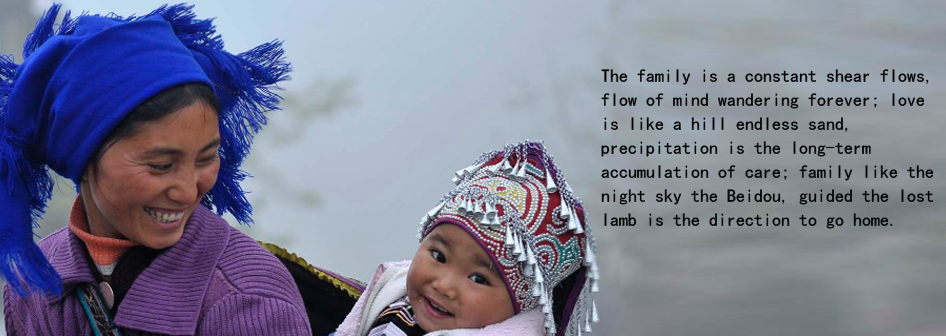 The family is a constant shear flows,
flow of mind wandering forever; love
is like a hill endless sand,
precipitation is the long-term
accumulation of care; family like the
night sky the Beidou, guided the lost
lamb is the direction to go home.